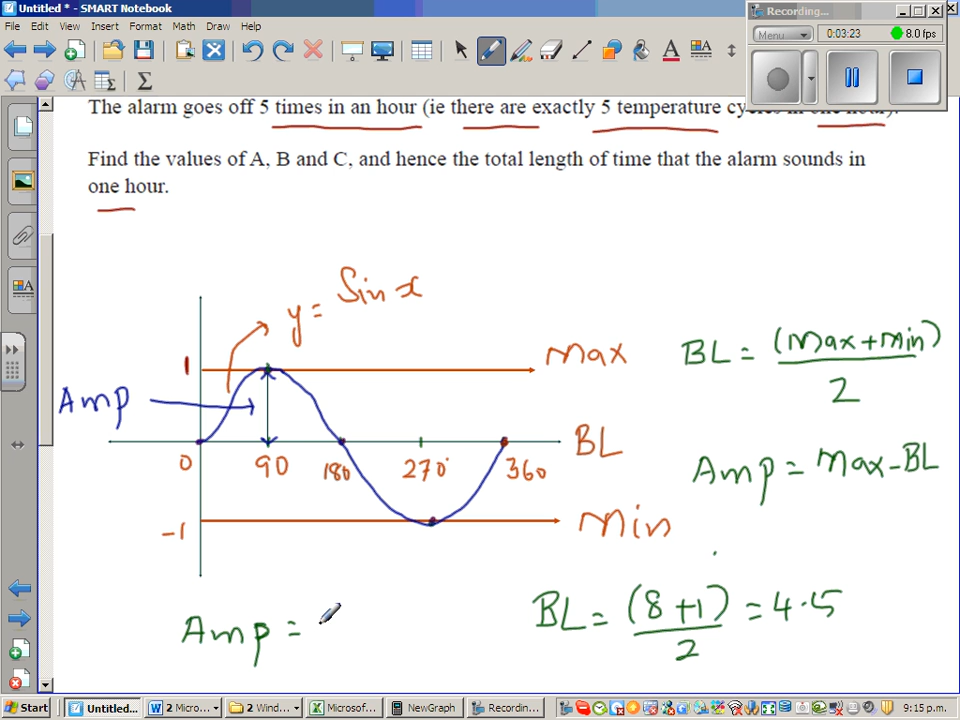 Untitled * - SMART Notebook
Recording...
File Edit View Insert Format Math Draw Help
Menu
0:03:23
8.0 fps
The alarm goes off 5 times in an hour (ie there are exactly 5 temperature cycles in one hour).
Find the values of A, B and C, and hence the total length of time that the alarm sounds in
one hour.
y = Sin x
1
Max
BL = (Max+Min)
2
Amp
BL
0
90
180
270°
360
Amp = Max - BL
-1
Min
Amp =
BL = (8+1) = 4.5
2
Start
Untitled...
2 Micro...
2 Wind...
Microsof...
NewGraph
Recordin...
9:15 p.m.